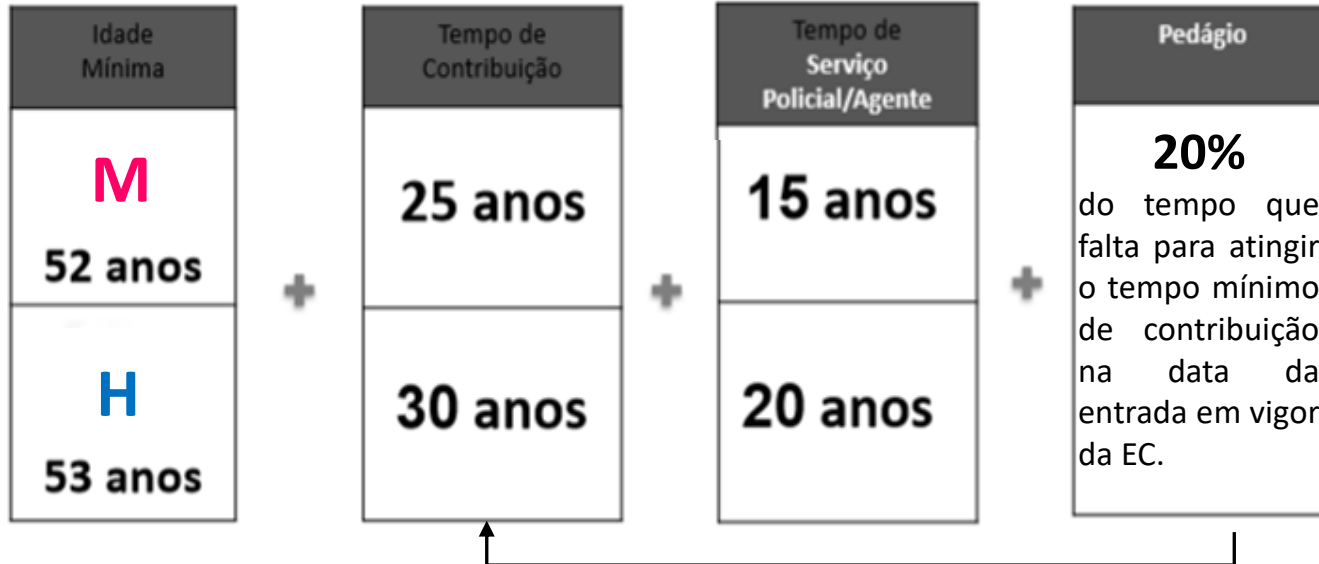 Idade
Mínima
M
52 anos
H
53 anos
Tempo de
Contribuição
25 anos
30 anos
Tempo de
Serviço
Policial/Agente
15 anos
20 anos
Pedágio
20%
do tempo que
falta para atingir
o tempo mínimo
de contribuição
na data da
entrada em vigor
da EC.